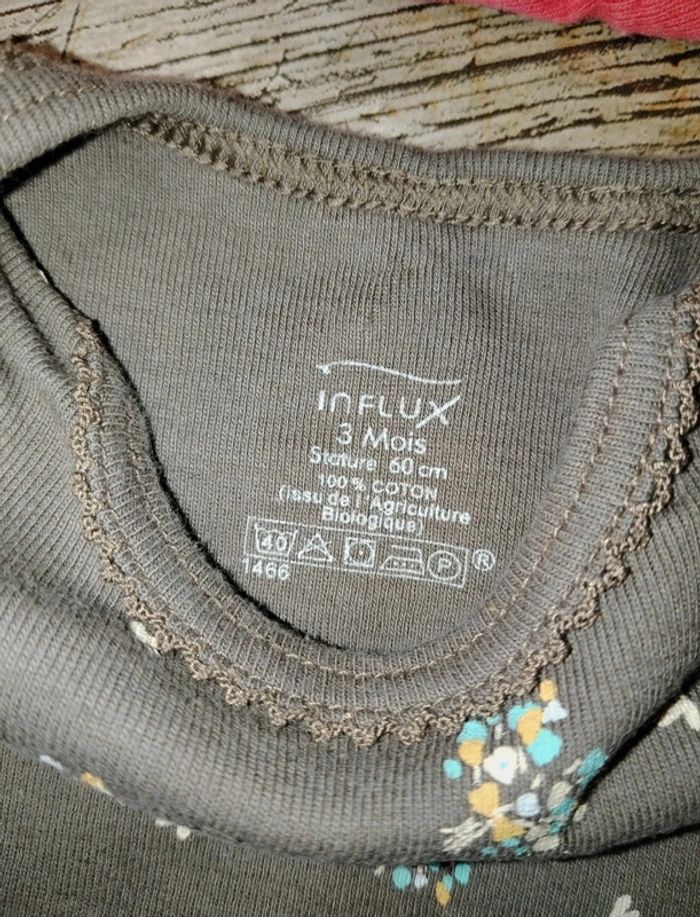 INFLUX
3 Mois
Stature 60 cm
100 % COTON
(issu de l'Agriculture
Biologique)
40 P ®
1466